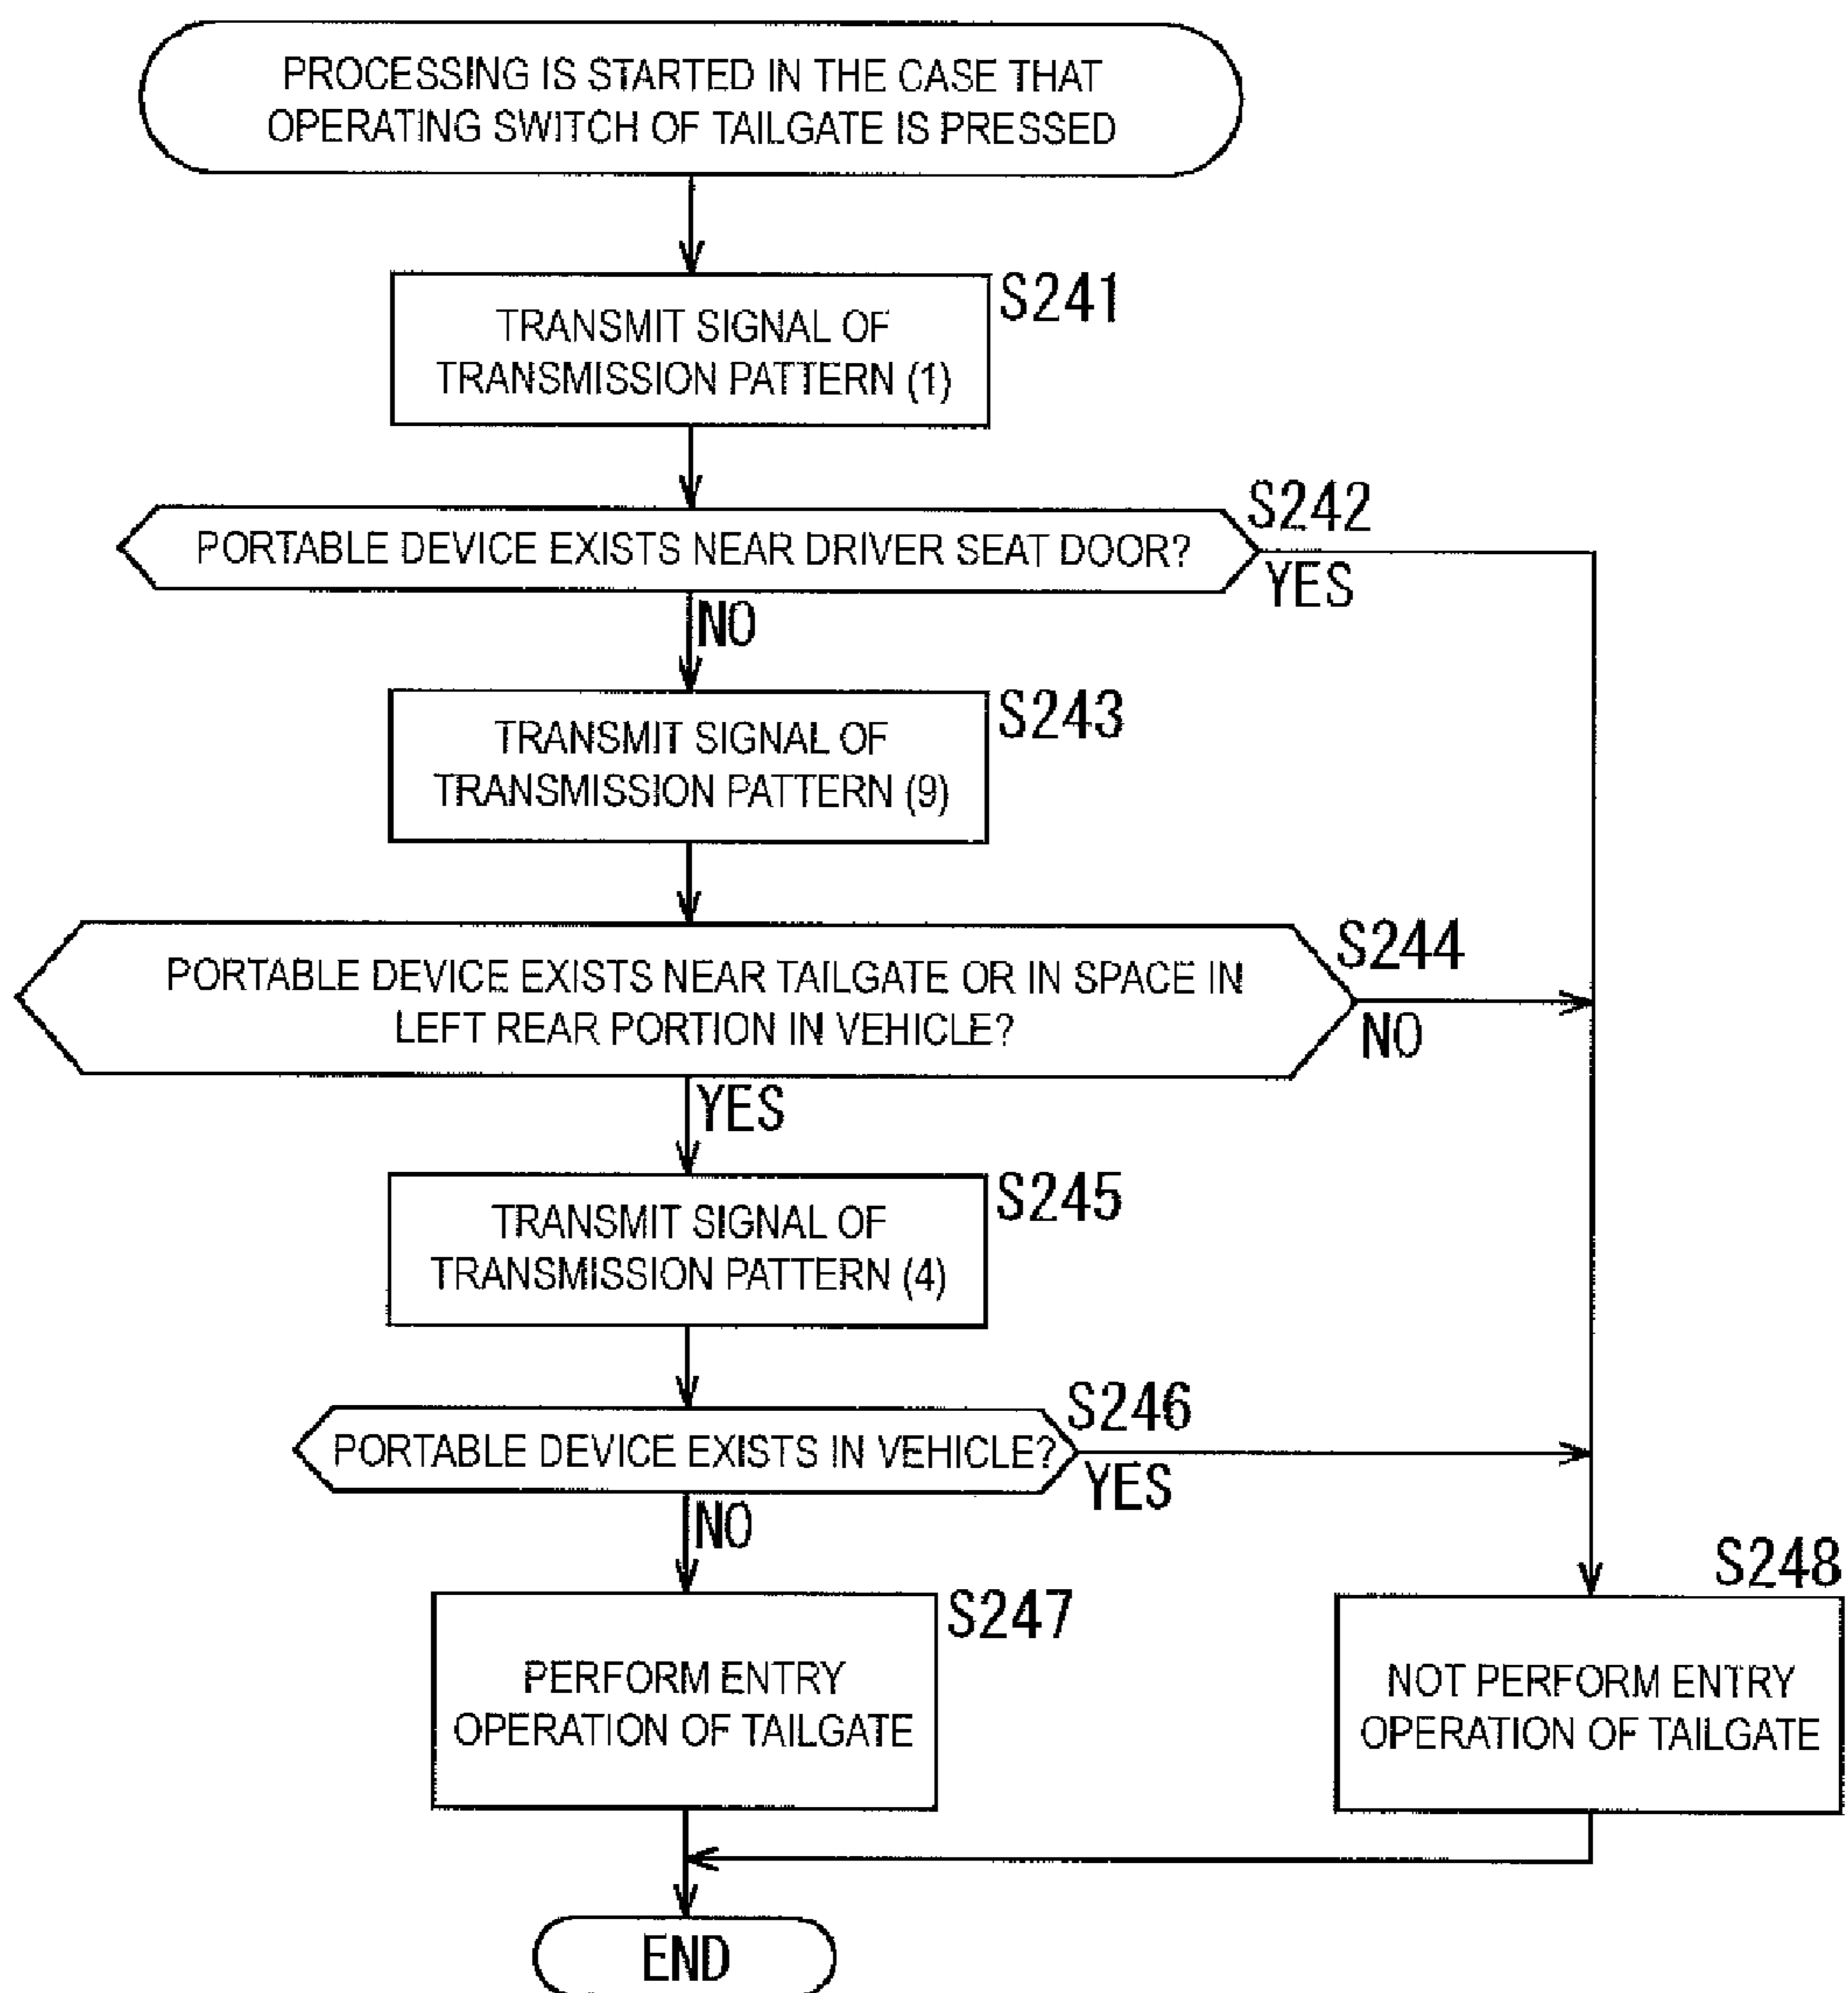 PROCESSING IS STARTED IN THE CASE THAT
OPERATING SWITCH OF TAILGATE IS PRESSED
S241
TRANSMIT SIGNAL OF
TRANSMISSION PATTERN (1)
S242
PORTABLE DEVICE EXISTS NEAR DRIVER SEAT DOOR?
YES
NO
S243
TRANSMIT SIGNAL OF
TRANSMISSION PATTERN (9)
S244
PORTABLE DEVICE EXISTS NEAR TAILGATE OR IN SPACE IN
LEFT REAR PORTION IN VEHICLE?
NO
YES
S245
TRANSMIT SIGNAL OF
TRANSMISSION PATTERN (4)
S246
PORTABLE DEVICE EXISTS IN VEHICLE?
YES
NO
S247
PERFORM ENTRY
OPERATION OF TAILGATE
S248
NOT PERFORM ENTRY
OPERATION OF TAILGATE
END